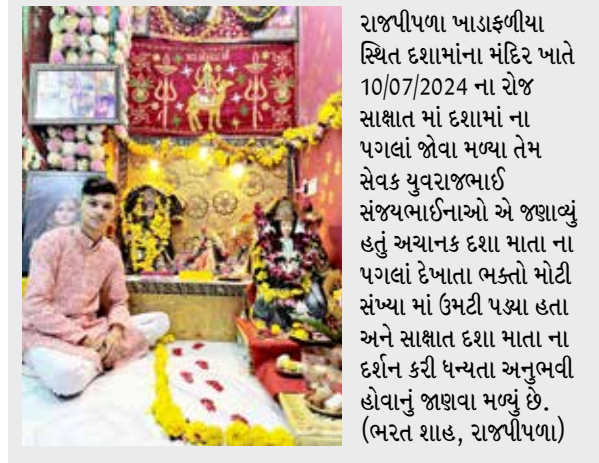 રાજપીપળા ખાડાફળીયા
સ્થિત દશામાંના મંદિર ખાતે
10/07/2024 ના રોજ
સાક્ષાત માં દશામાં ના
પગલાં જોવા મળ્યા તેમ
સેવક યુવરાજભાઈ
સંજયભાઈનાઓ એ જણાવ્યું
હતું અચાનક દશા માતા ના
પગલાં દેખાતા ભક્તો મોટી
સંખ્યા માં ઉમટી પડ્યા હતા
અને સાક્ષાત દશા માતા ના
દર્શન કરી ધન્યતા અનુભવી
હોવાનું જાણવા મળ્યું છે.
(ભરત શાહ, રાજપીપળા)